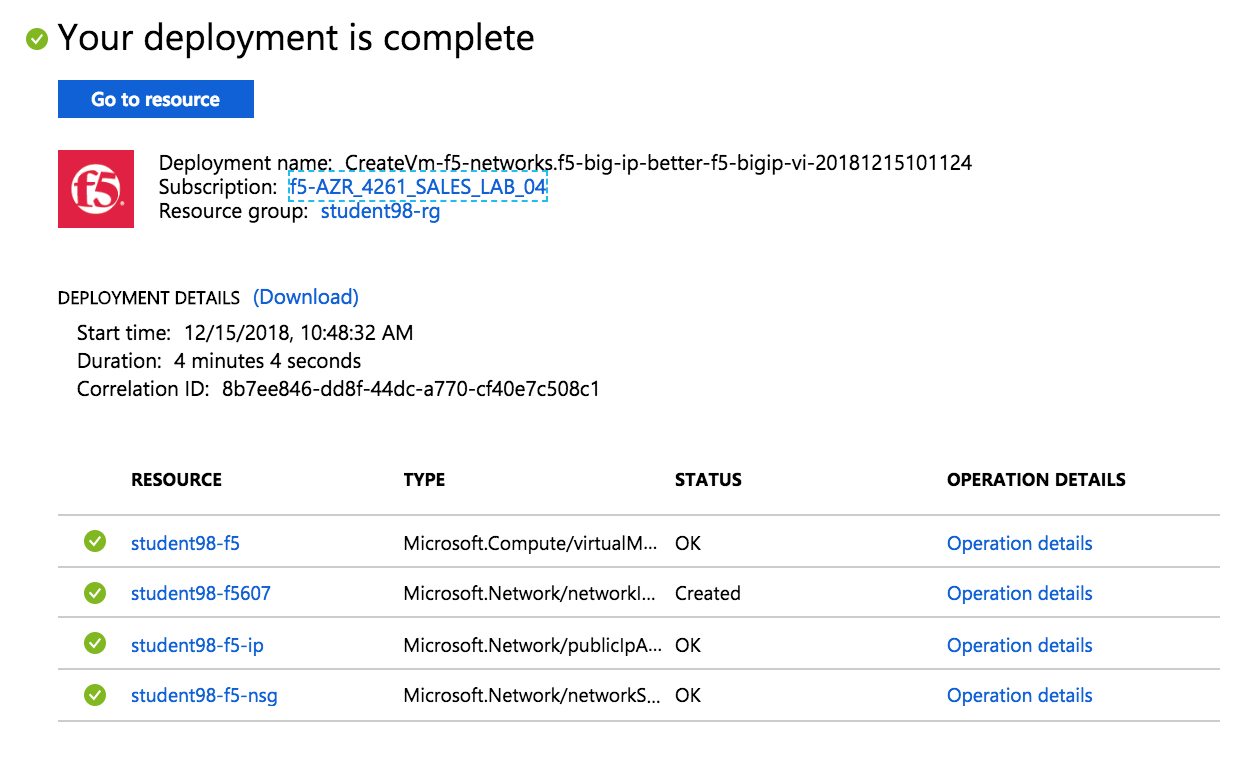 Your deployment is complete
Go to resource
f5
Deployment name: CreateVm-f5-networks.f5-big-ip-better-f5-bigip-vi-20181215101124
Subscription: f5-AZR_4261_SALES_LAB_04
Resource group: student98-rg
DEPLOYMENT DETAILS (Download)
Start time: 12/15/2018, 10:48:32 AM
Duration: 4 minutes 4 seconds
Correlation ID: 8b7ee846-dd8f-44dc-a770-cf40e7c508c1
RESOURCE TYPE STATUS OPERATION DETAILS
student98-f5 Microsoft.Compute/virtualM... OK Operation details
student98-f5607 Microsoft.Network/networkI... Created Operation details
student98-f5-ip Microsoft.Network/publicIpA... OK Operation details
student98-f5-nsg Microsoft.Network/networkS... OK Operation details